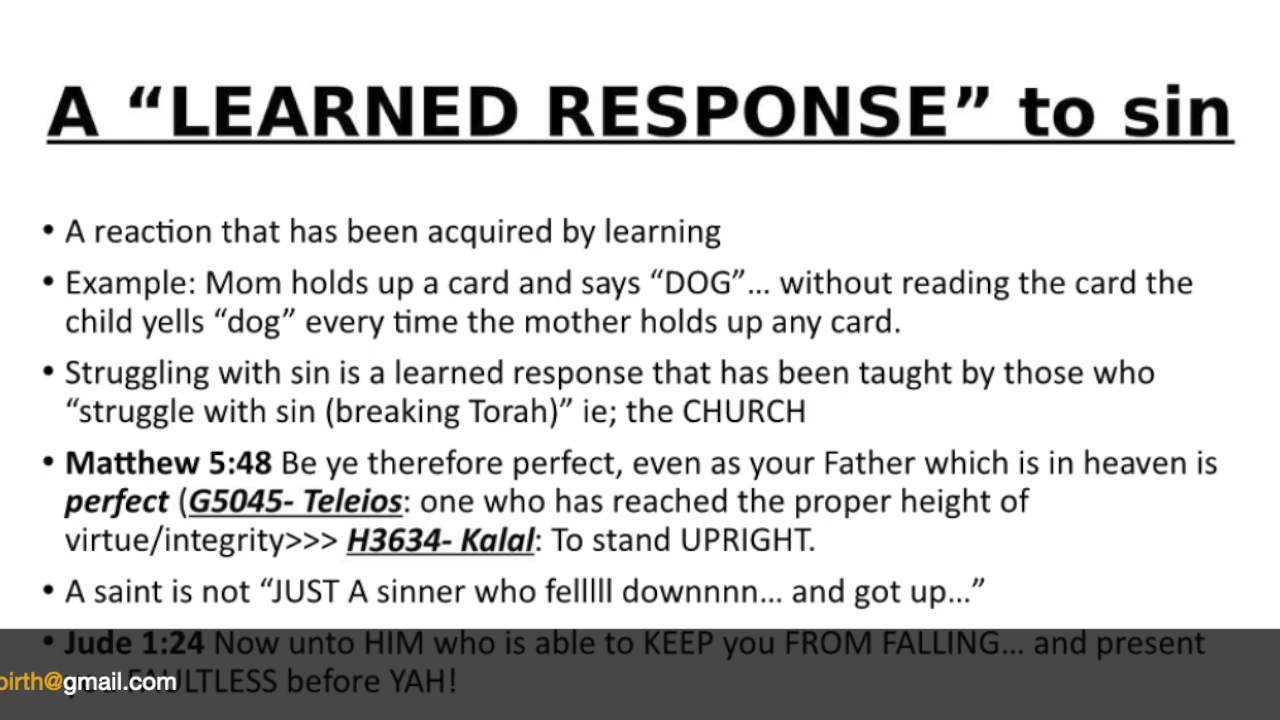 A “LEARNED RESPONSE” to sin
• A reaction that has been acquired by learning
• Example: Mom holds up a card and says “DOG”… without reading the card the
child yells “dog” every time the mother holds up any card.
• Struggling with sin is a learned response that has been taught by those who
“struggle with sin (breaking Torah)” ie; the CHURCH
• Matthew 5:48 Be ye therefore perfect, even as your Father which is in heaven is
perfect (G5045- Teleios: one who has reached the proper height of
virtue/integrity>>> H3634- Kalal: To stand UPRIGHT.
• A saint is not “JUST A sinner who felllll downnnn… and got up…”
• Jude 1:24 Now unto HIM who is able to KEEP you FROM FALLING… and present
FAULTLESS before YAH!
birth@gmail.com